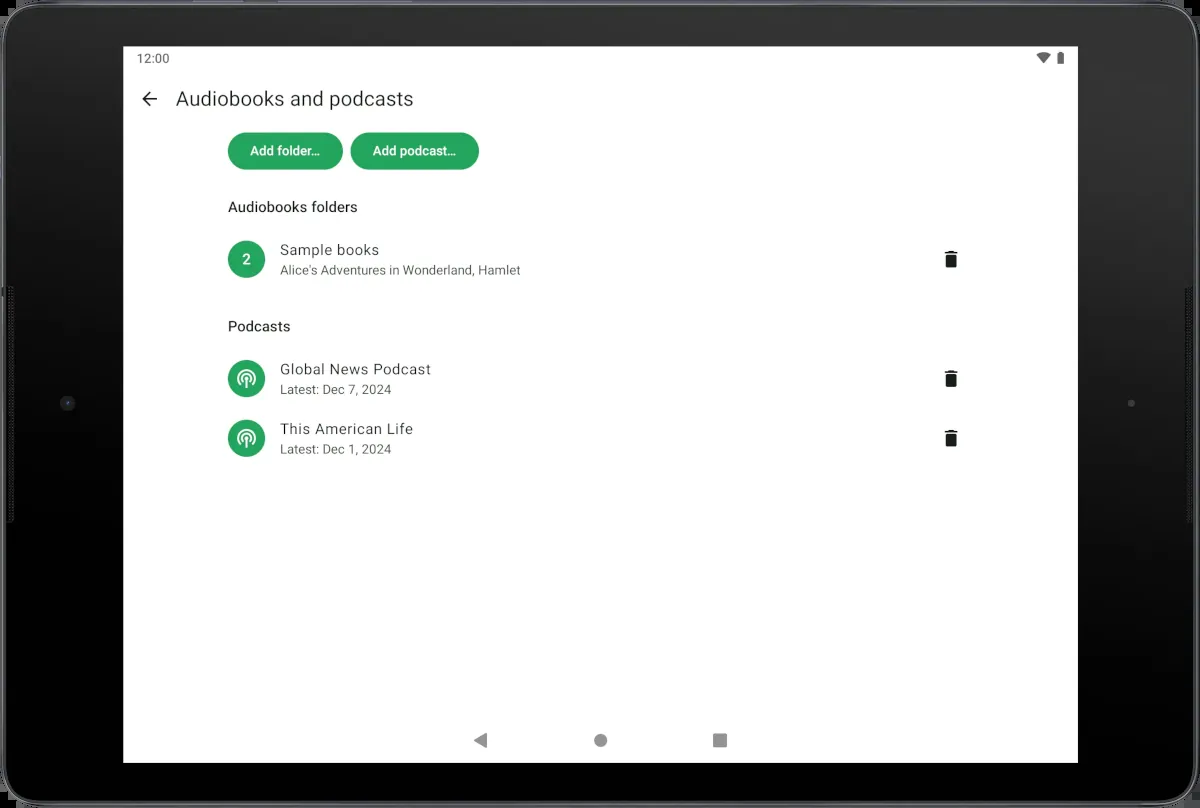 12:00
Audiobooks and podcasts
Add folder… Add podcast…
Audiobooks folders
2
Sample books
Alice's Adventures in Wonderland, Hamlet
Podcasts
Global News Podcast
Latest: Dec 7, 2024
This American Life
Latest: Dec 1, 2024